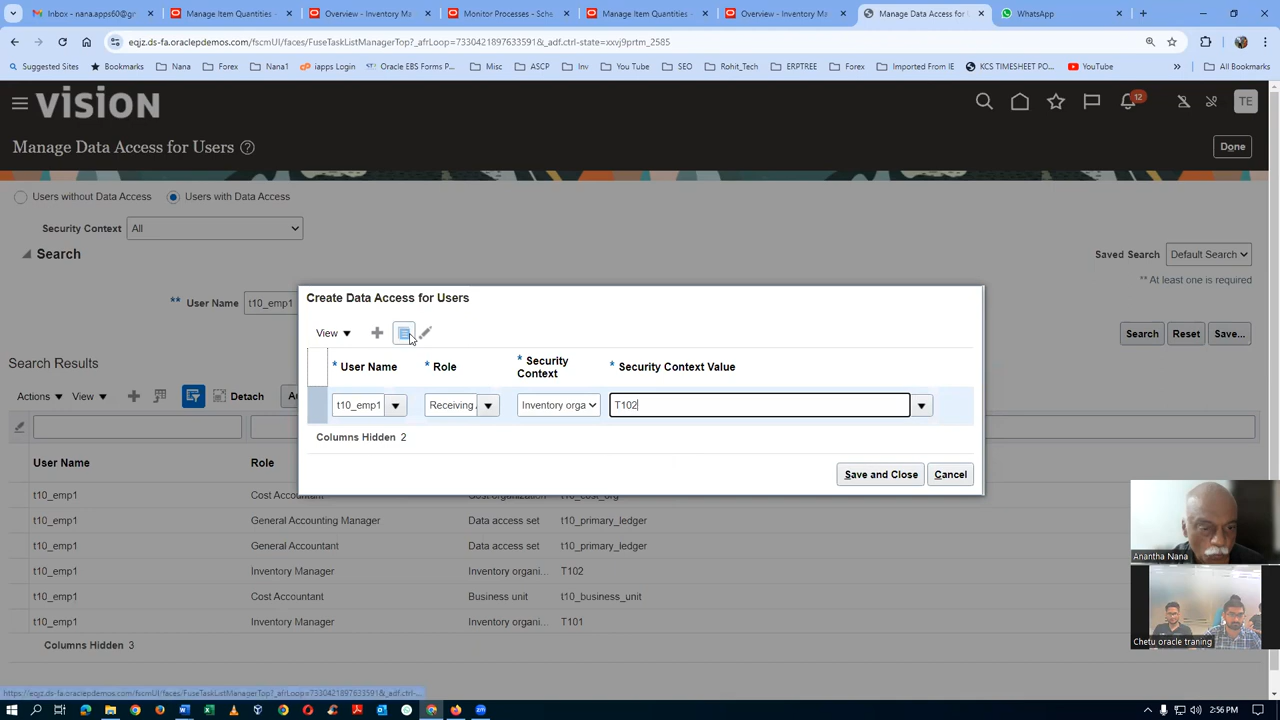 Inbox - nana.apps60@g
Manage Item Quantities -
Overview - Inventory Ma
Monitor Processes - Sche
Manage Item Quantities -
Overview - Inventory Ma
Manage Data Access for U
WhatsApp
eqjz.ds-fa.oraclepdemos.com/fscmUI/faces/FuseTaskListManagerTop?_afrLoop=7330421897633591&_adf.ctrl-state=xxvj9prtm_2585
Suggested Sites
Bookmarks
Nana
Forex
Nana1
iapps Login
Oracle EBS Forms P...
Misc
ASCP
Inv
You Tube
SEO
Rohit_Tech
ERPTREE
Forex
Imported From IE
KCS TIMESHEET PO...
YouTube
All Bookmarks
VISION
12
TE
Manage Data Access for Users
Done
Users without Data Access
Users with Data Access
Security Context
All
Search
Saved Search
Default Search
** At least one is required
** User Name
t10_emp1
Search
Reset
Save...
Create Data Access for Users
View
* User Name
* Role
* Security Context
* Security Context Value
t10_emp1
Receiving
Inventory orga
T102
Columns Hidden 2
Save and Close
Cancel
Search Results
Actions
View
Detach
User Name
Role
t10_emp1 Cost Accountant Cost organization t10_cost_org
t10_emp1 General Accounting Manager Data access set t10_primary_ledger
t10_emp1 General Accountant Data access set t10_primary_ledger
t10_emp1 Inventory Manager Inventory organi... T102
t10_emp1 Cost Accountant Business unit t10_business_unit
t10_emp1 Inventory Manager Inventory organi... T101
Columns Hidden 3
Anantha Nana
Chetu oracle traning
https://eqjz.ds-fa.oraclepdemos.com/fscmUI/faces/FuseTaskListManagerTop?_afrLoop=7330421897633591&_adf.ctrl-...
ENG
2:56 PM